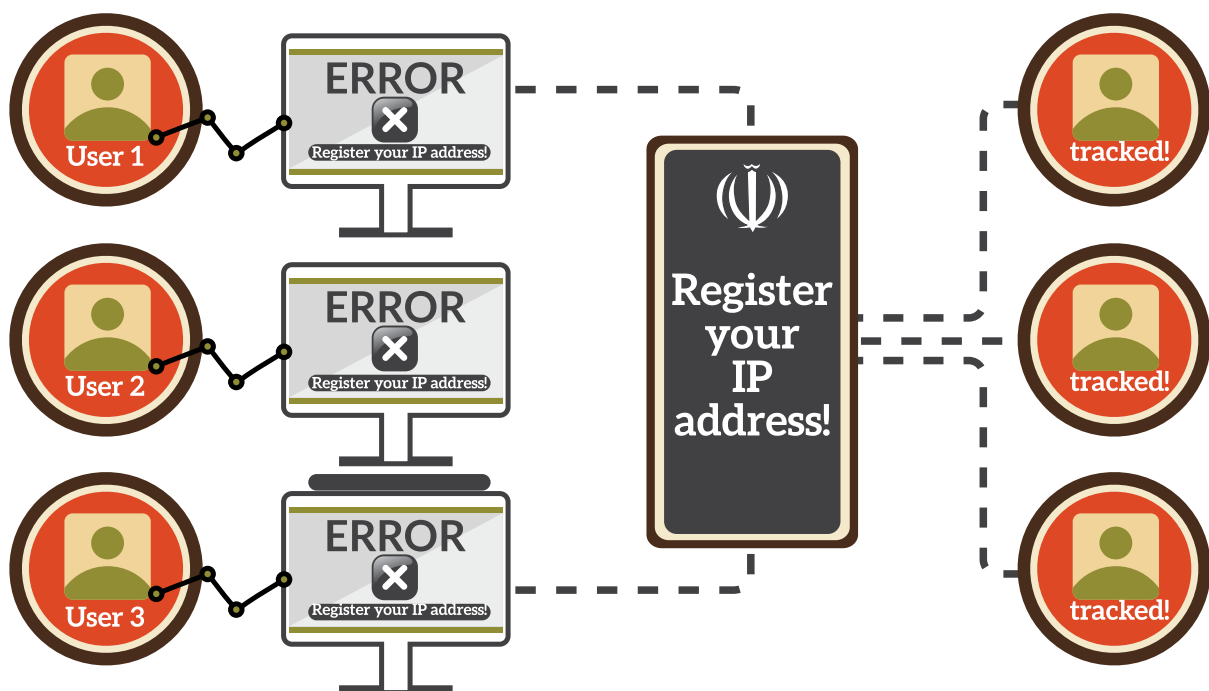 User 1
ERROR
Register your IP address!
User 2
ERROR
Register your IP address!
User 3
ERROR
Register your IP address!
Register
your
IP
address!
tracked!
tracked!
tracked!